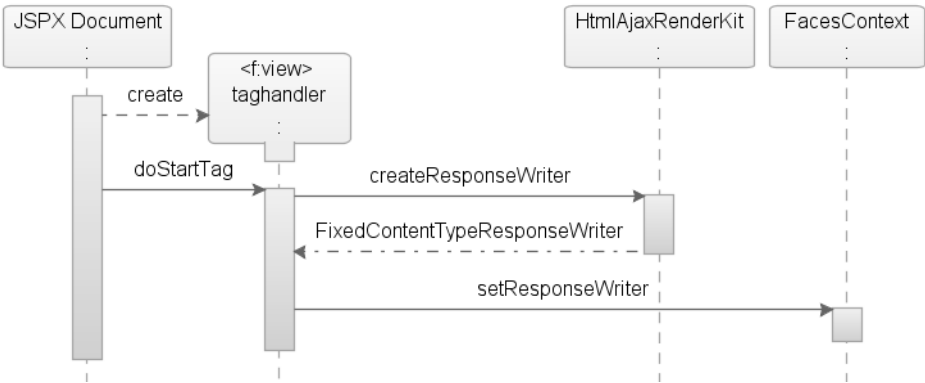 JSPX Document
:
HtmlAjaxRenderKit
:
FacesContext
:
<f:view>
taghandler
:
create
doStartTag
createResponseWriter
FixedContentTypeResponseWriter
setResponseWriter